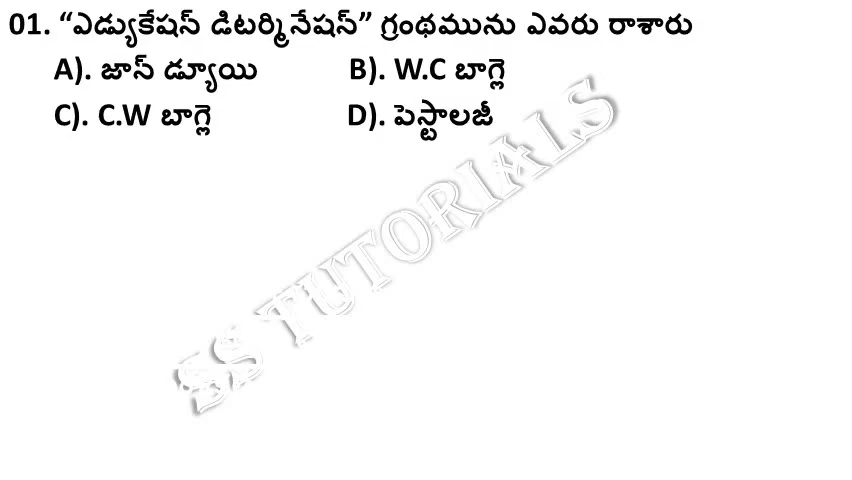 01. “ఎడ్యుకేషన్ డిటర్మినేషన్” గ్రంథమును ఎవరు రాశారు
A). జాన్ డ్యూయి B). W.C బాగ్లె
C). C.W బాగ్లె D). పెస్టాలజీ
SS TUTORIALS